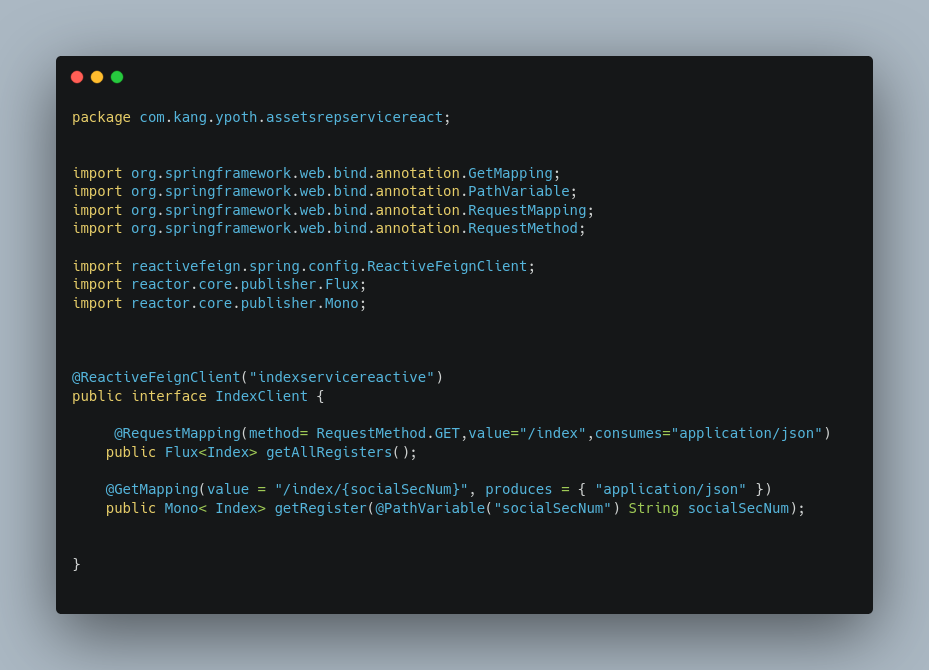 package com.kang.ypoth.assetsrepservicereact;
import org.springframework.web.bind.annotation.GetMapping;
import org.springframework.web.bind.annotation.PathVariable;
import org.springframework.web.bind.annotation.RequestMapping;
import org.springframework.web.bind.annotation.RequestMethod;
import reactivefeign.spring.config.ReactiveFeignClient;
import reactor.core.publisher.Flux;
import reactor.core.publisher.Mono;
@ReactiveFeignClient("indexservicereactive")
public interface IndexClient {
@RequestMapping(method= RequestMethod.GET,value="/index",consumes="application/json")
public Flux<Index> getAllRegisters();
@GetMapping(value = "/index/{socialSecNum}", produces = { "application/json" })
public Mono< Index> getRegister(@PathVariable("socialSecNum") String socialSecNum);
}